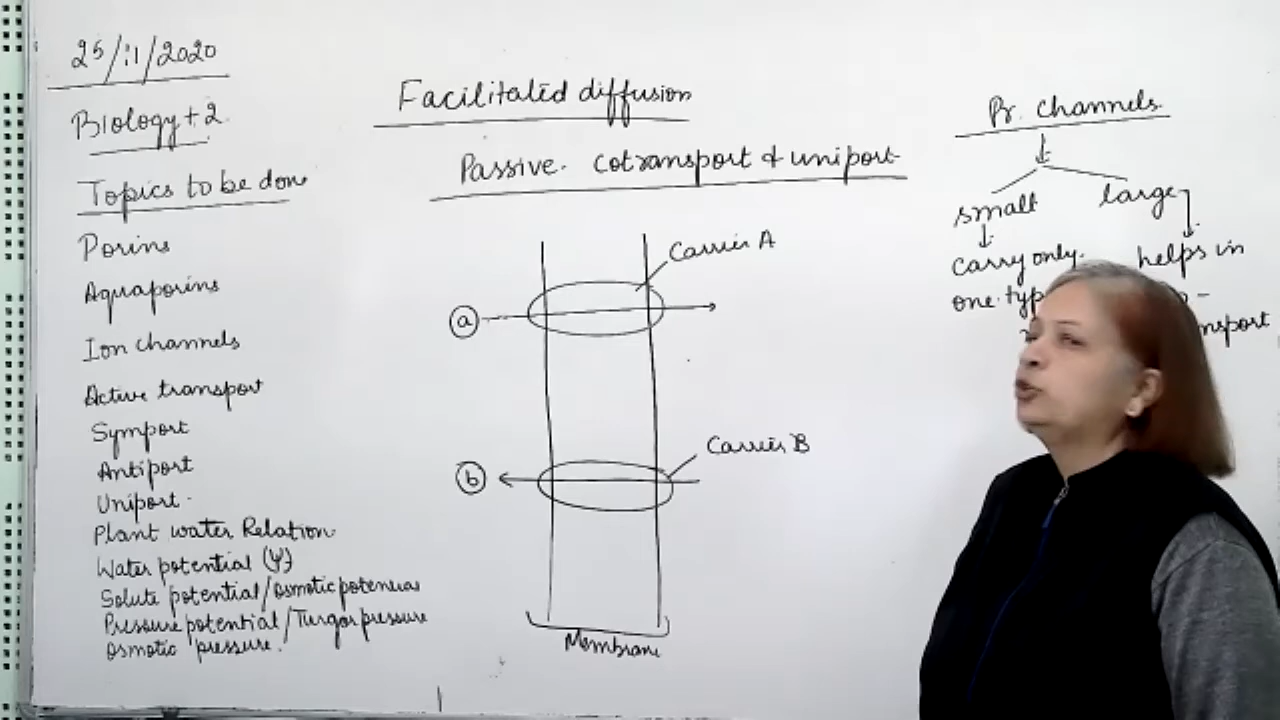 25/11/2020
Biology +2
Topics to be done
Porins
Aquaporins
Ion channels
Active transport
Symport
Antiport
Uniport
Plant water Relation
Water potential (Ψ)
Solute potential/osmotic potential
Pressure potential/Turgor pressure
Osmotic pressure.
Facilitated diffusion
Passive. cotransport & uniport
Carrier A
a
Carrier B
b
Membrane
Pr. channels
small
large
carry only
one type
helps in